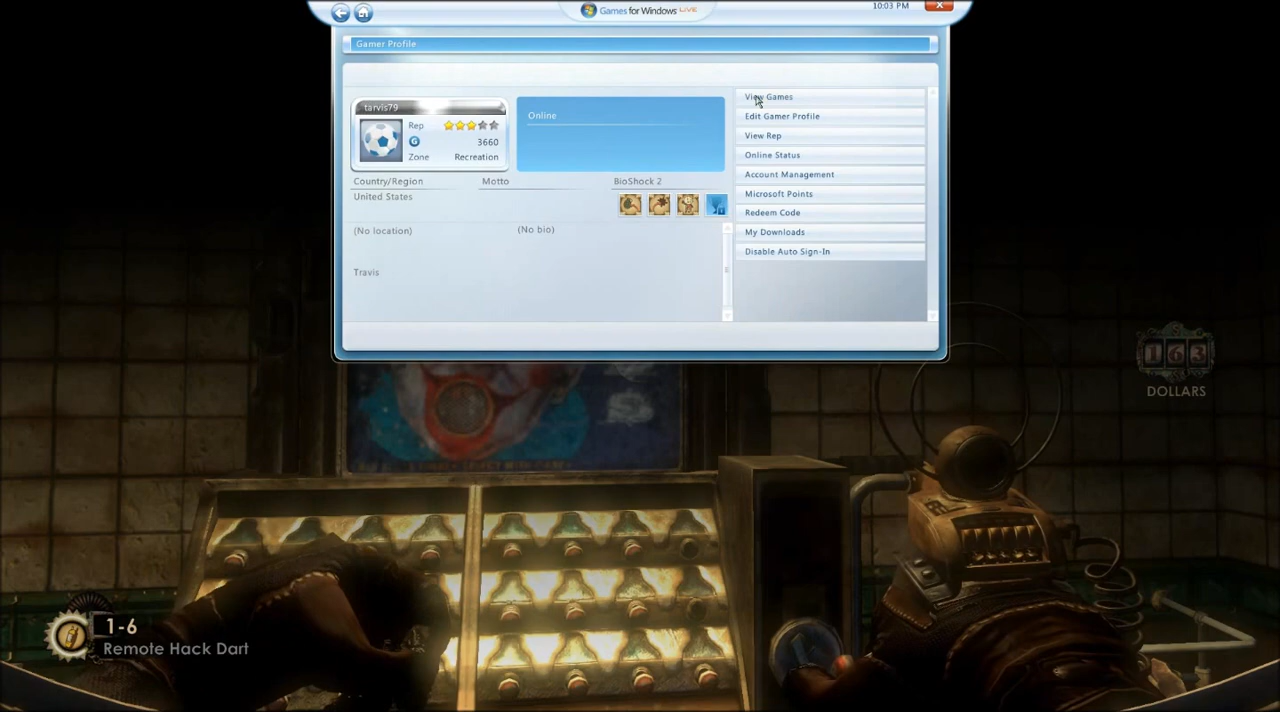 Games for Windows LIVE
10:03 PM
Gamer Profile
tarvis79
Rep
G 3660
Zone Recreation
Online
Country/Region
United States
Motto
BioShock 2
(No location)
(No bio)
Travis
View Games
Edit Gamer Profile
View Rep
Online Status
Account Management
Microsoft Points
Redeem Code
My Downloads
Disable Auto Sign-In
163
DOLLARS
1-6
Remote Hack Dart